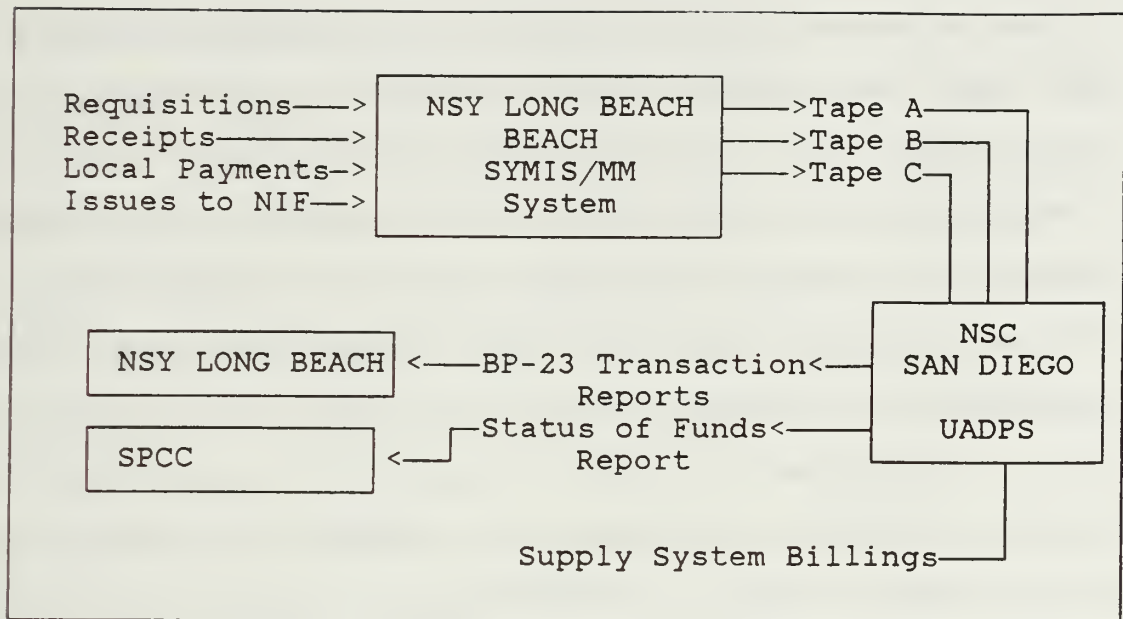 Requisitions——>
Receipts————>
Local Payments—>
Issues to NIF—>
NSY LONG BEACH
BEACH
SYMIS/MM
System
>Tape A
>Tape B
>Tape C
NSC
SAN DIEGO
UADPS
NSY LONG BEACH
<——BP-23 Transaction<
Reports
SPCC
<—Status of Funds<
Report
Supply System Billings